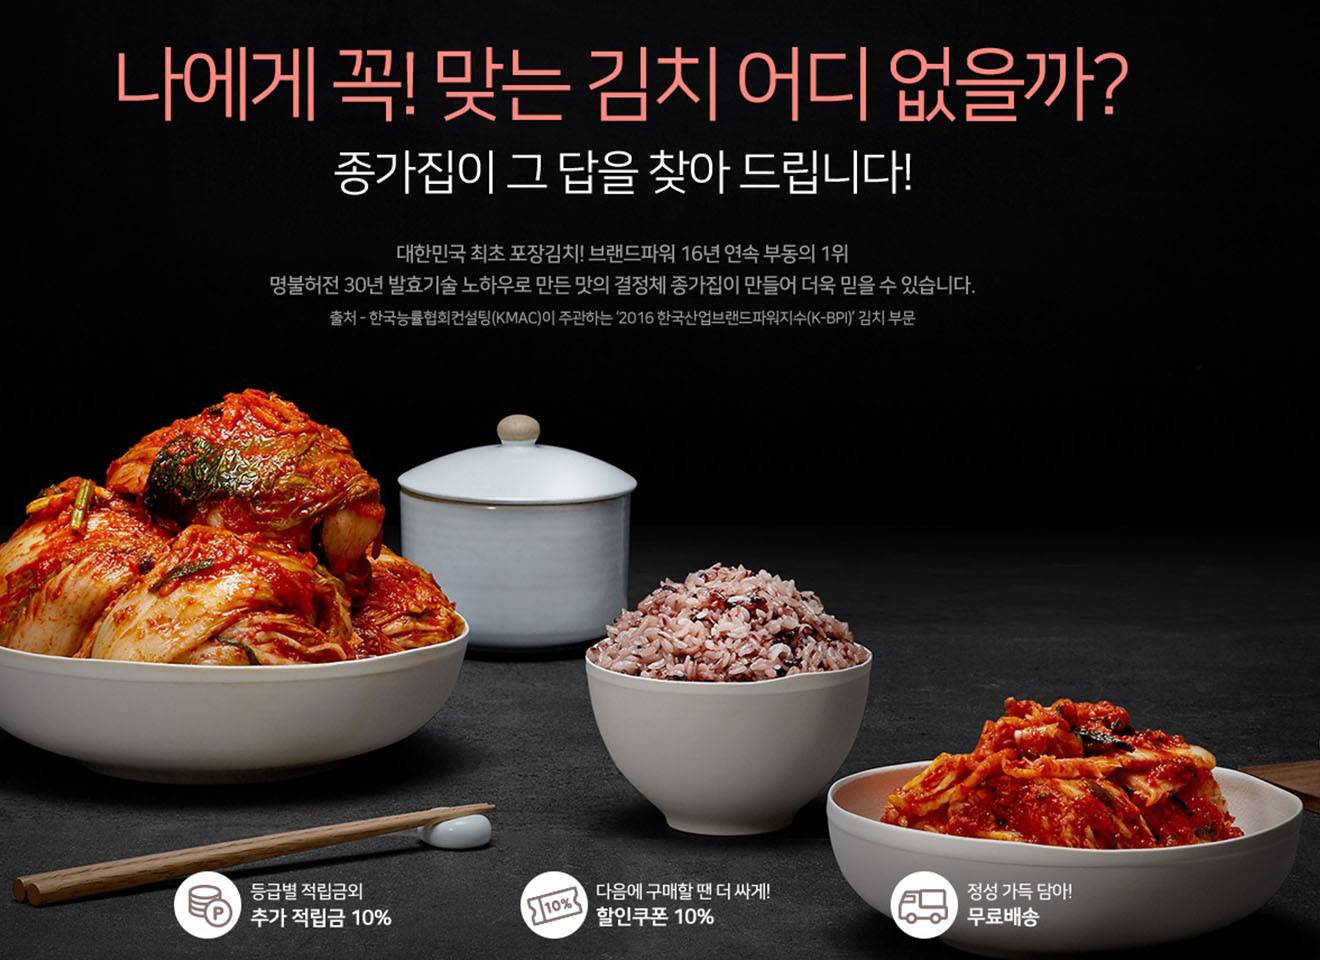 나에게 꼭! 맞는 김치 어디 없을까?
종가집이 그 답을 찾아 드립니다!
대한민국 최초 포장김치! 브랜드파워 16년 연속 부동의 1위
명불허전 30년 발효기술 노하우로 만든 맛의 결정체 종가집이 만들어 더욱 믿을 수 있습니다.
출처 - 한국능률협회컨설팅(KMAC)이 주관하는 '2016 한국산업브랜드파워지수(K-BPI)' 김치 부문
등급별 적립금외
추가 적립금 10%
10%
다음에 구매할 땐 더 싸게!
할인쿠폰 10%
정성 가득 담아!
무료배송
P